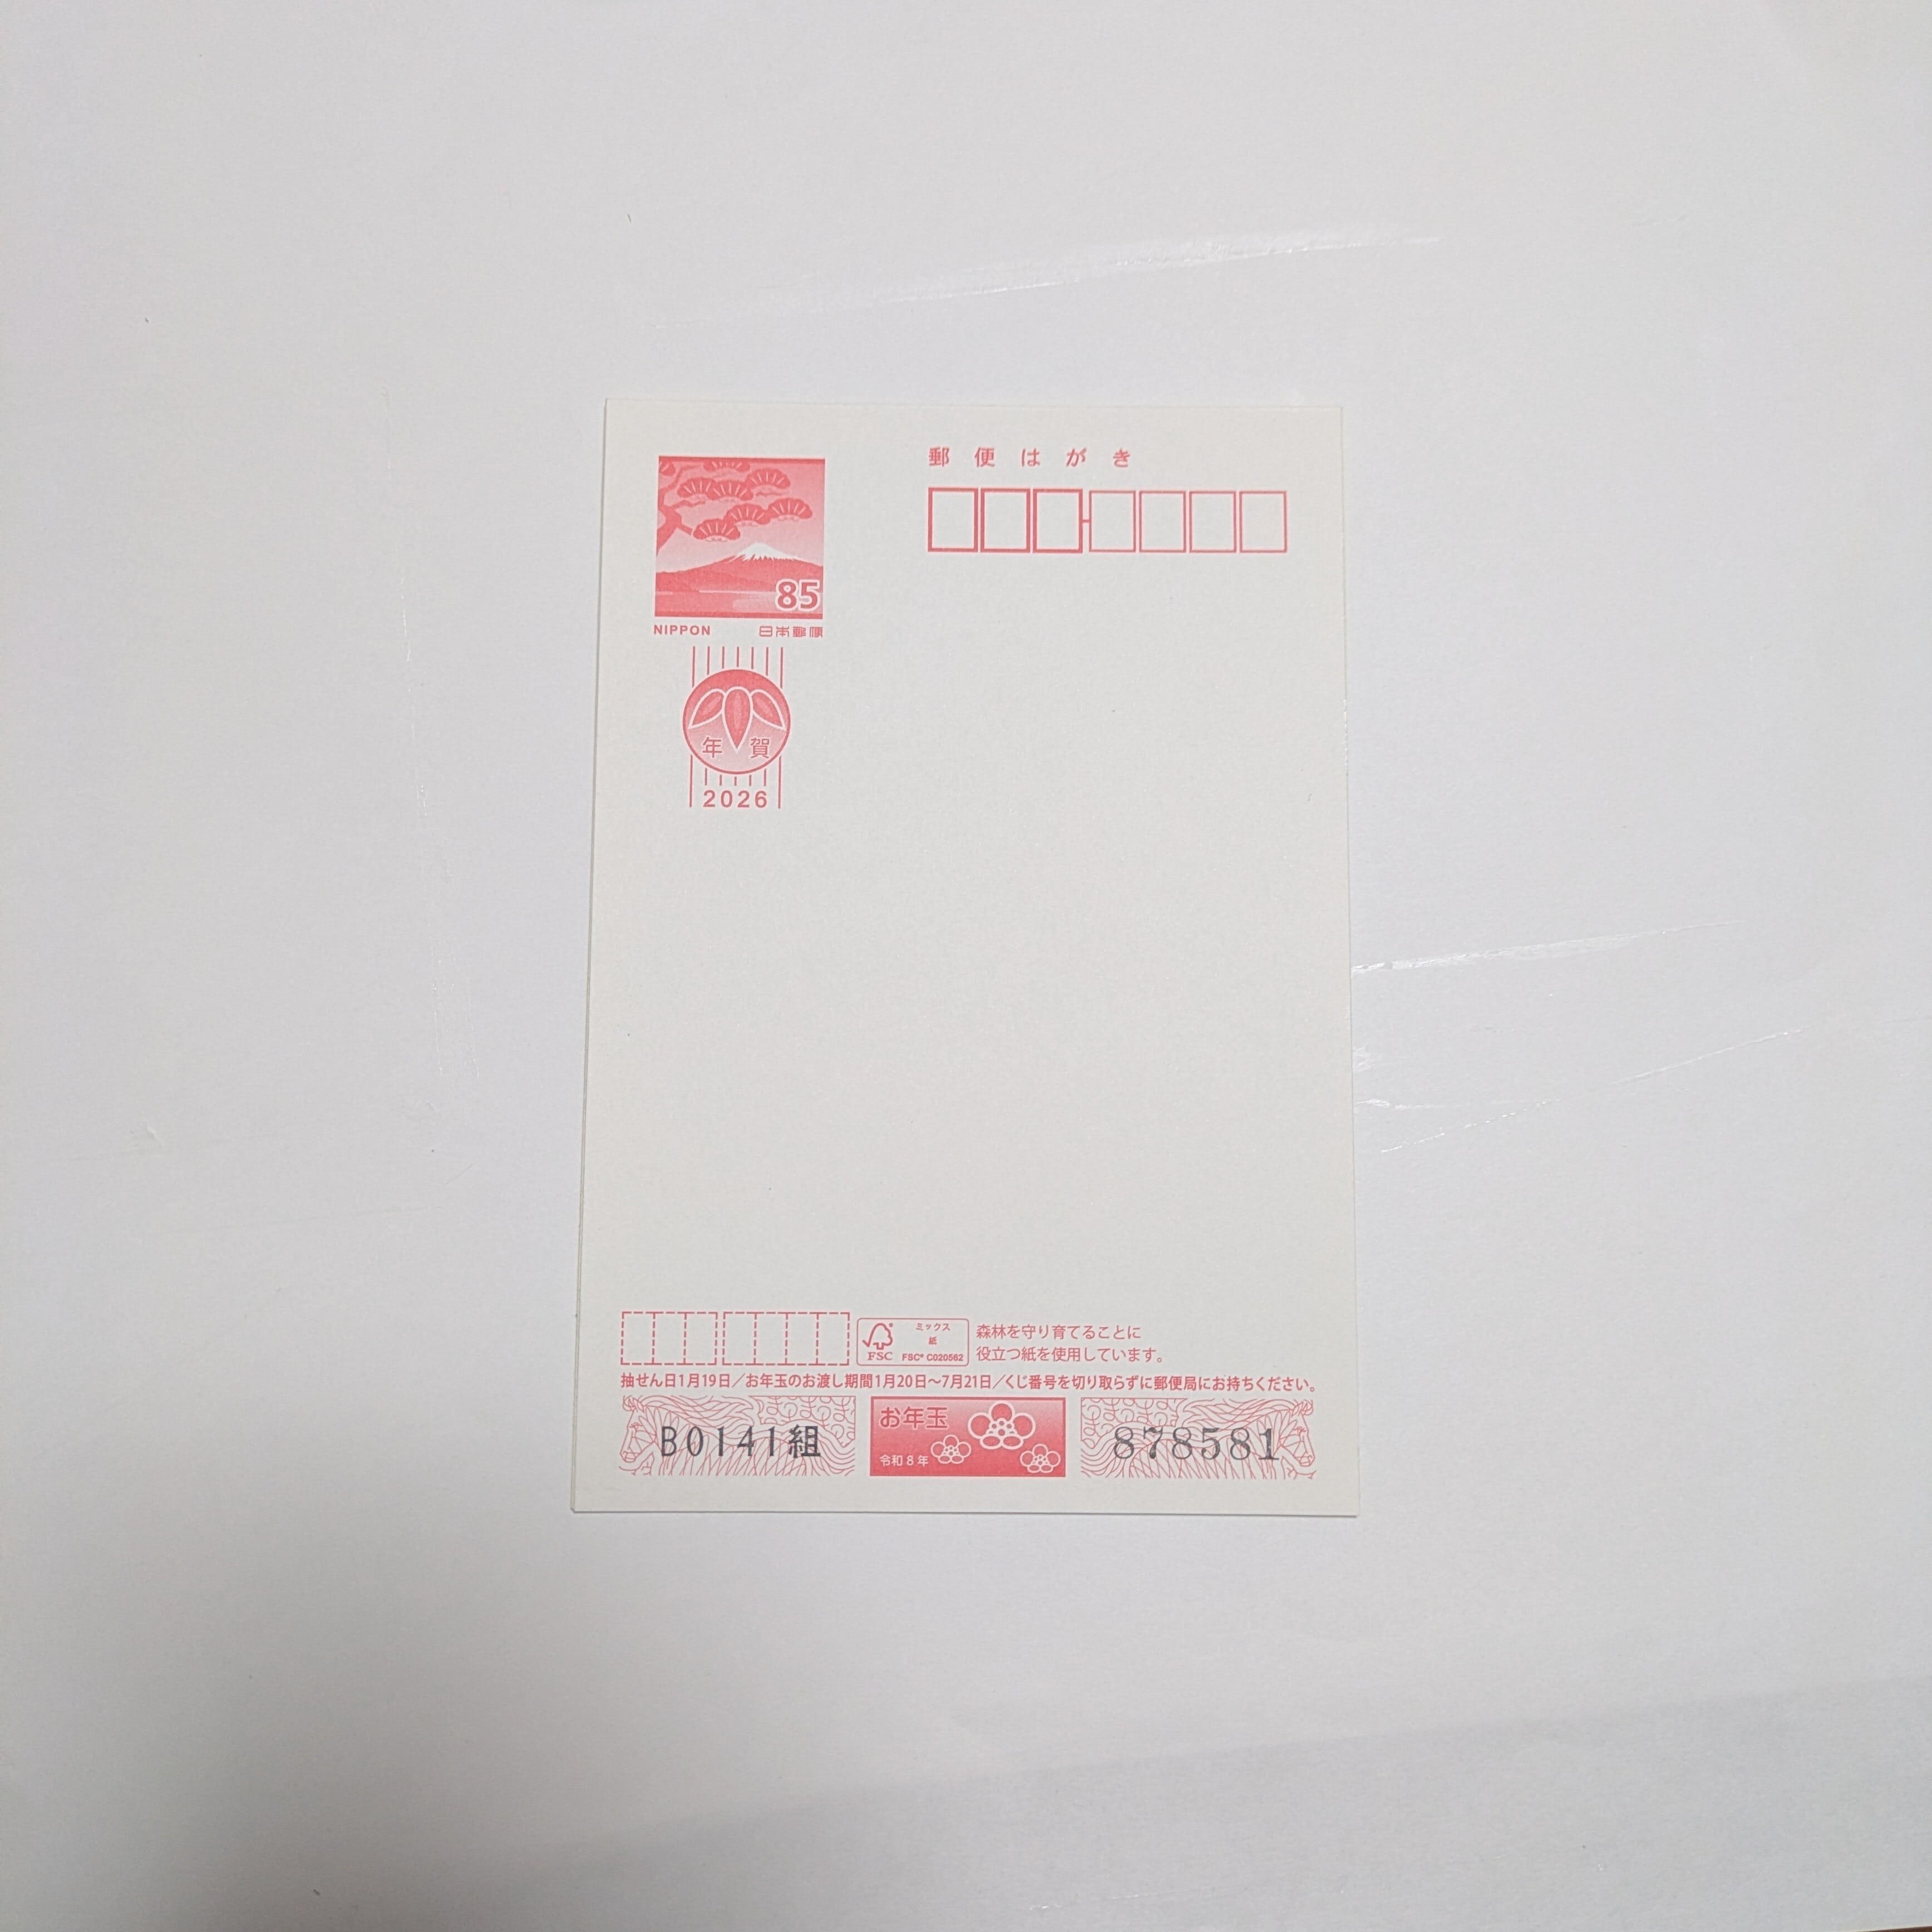 郵便はがき
85
NIPPON 日本郵便
年賀
2026
ミックス
紙
FSC FSC® C020562
森林を守り育てることに
役立つ紙を使用しています。
抽せん日1月19日/お年玉のお渡し期間1月20日〜7月21日/くじ番号を切り取らずに郵便局にお持ちください。
B0141組
お年玉
令和8年
878581